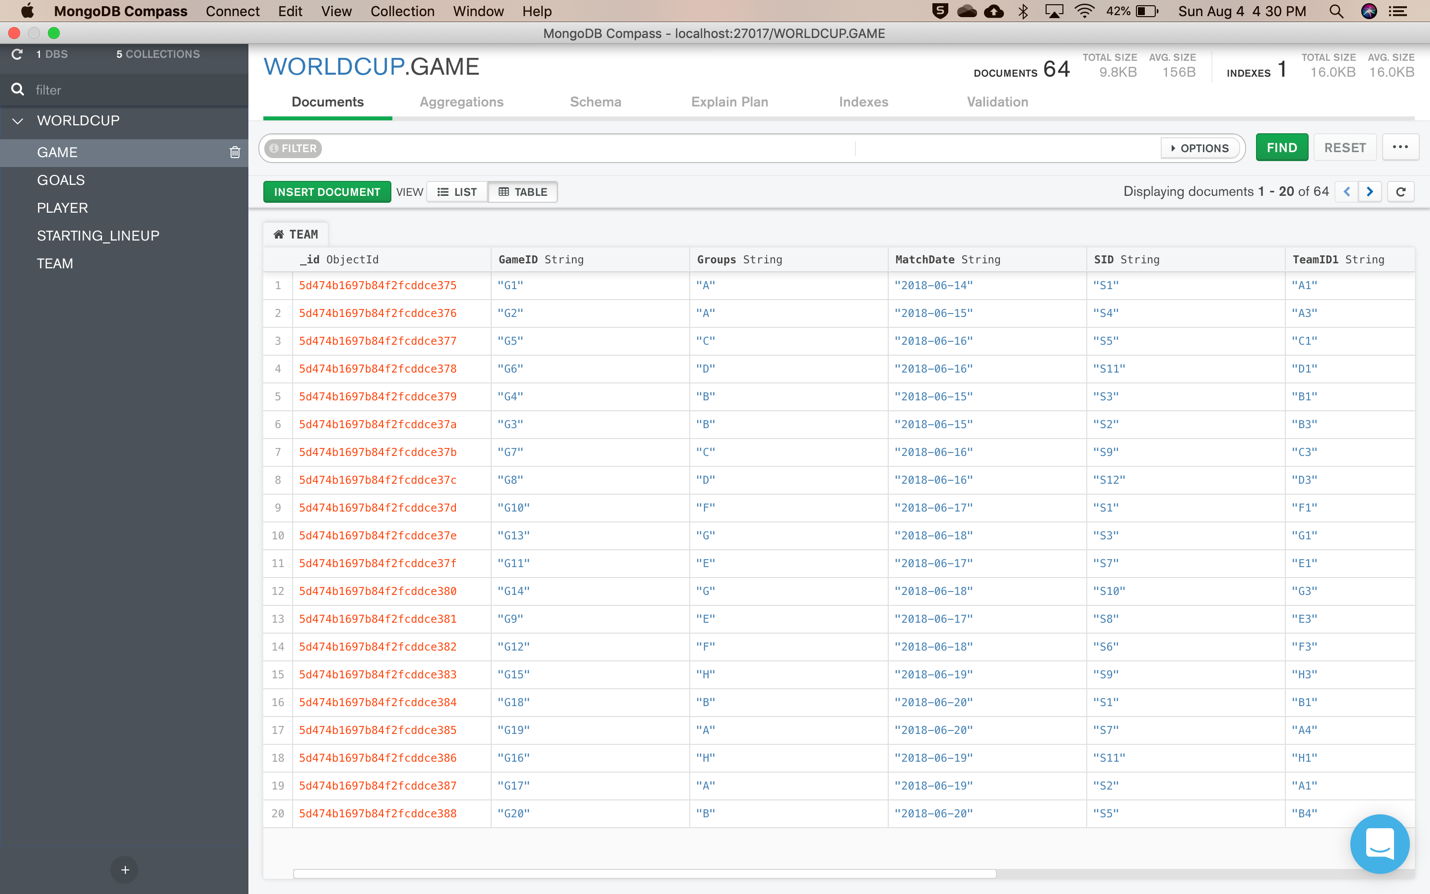 MongoDB Compass Connect Edit View Collection Window Help 42% Sun Aug 4 4:30 PM
MongoDB Compass - localhost:27017/WORLDCUP.GAME
1 DBS 5 COLLECTIONS
filter
WORLDCUP
GAME
GOALS
PLAYER
STARTING_LINEUP
TEAM
WORLDCUP.GAME
DOCUMENTS 64 TOTAL SIZE 9.8KB AVG. SIZE 156B INDEXES 1 TOTAL SIZE 16.0KB AVG. SIZE 16.0KB
Documents Aggregations Schema Explain Plan Indexes Validation
FILTER OPTIONS FIND RESET ...
INSERT DOCUMENT VIEW LIST TABLE Displaying documents 1 - 20 of 64
TEAM
_id ObjectId GameID String Groups String MatchDate String SID String TeamID1 String
1 5d474b1697b84f2fcddce375 "G1" "A" "2018-06-14" "S1" "A1"
2 5d474b1697b84f2fcddce376 "G2" "A" "2018-06-15" "S4" "A3"
3 5d474b1697b84f2fcddce377 "G5" "C" "2018-06-16" "S5" "C1"
4 5d474b1697b84f2fcddce378 "G6" "D" "2018-06-16" "S11" "D1"
5 5d474b1697b84f2fcddce379 "G4" "B" "2018-06-15" "S3" "B1"
6 5d474b1697b84f2fcddce37a "G3" "B" "2018-06-15" "S2" "B3"
7 5d474b1697b84f2fcddce37b "G7" "C" "2018-06-16" "S9" "C3"
8 5d474b1697b84f2fcddce37c "G8" "D" "2018-06-16" "S12" "D3"
9 5d474b1697b84f2fcddce37d "G10" "F" "2018-06-17" "S1" "F1"
10 5d474b1697b84f2fcddce37e "G13" "G" "2018-06-18" "S3" "G1"
11 5d474b1697b84f2fcddce37f "G11" "E" "2018-06-17" "S7" "E1"
12 5d474b1697b84f2fcddce380 "G14" "G" "2018-06-18" "S10" "G3"
13 5d474b1697b84f2fcddce381 "G9" "E" "2018-06-17" "S8" "E3"
14 5d474b1697b84f2fcddce382 "G12" "F" "2018-06-18" "S6" "F3"
15 5d474b1697b84f2fcddce383 "G15" "H" "2018-06-19" "S9" "H3"
16 5d474b1697b84f2fcddce384 "G18" "B" "2018-06-20" "S1" "B1"
17 5d474b1697b84f2fcddce385 "G19" "A" "2018-06-20" "S7" "A4"
18 5d474b1697b84f2fcddce386 "G16" "H" "2018-06-19" "S11" "H1"
19 5d474b1697b84f2fcddce387 "G17" "A" "2018-06-19" "S2" "A1"
20 5d474b1697b84f2fcddce388 "G20" "B" "2018-06-20" "S5" "B4"